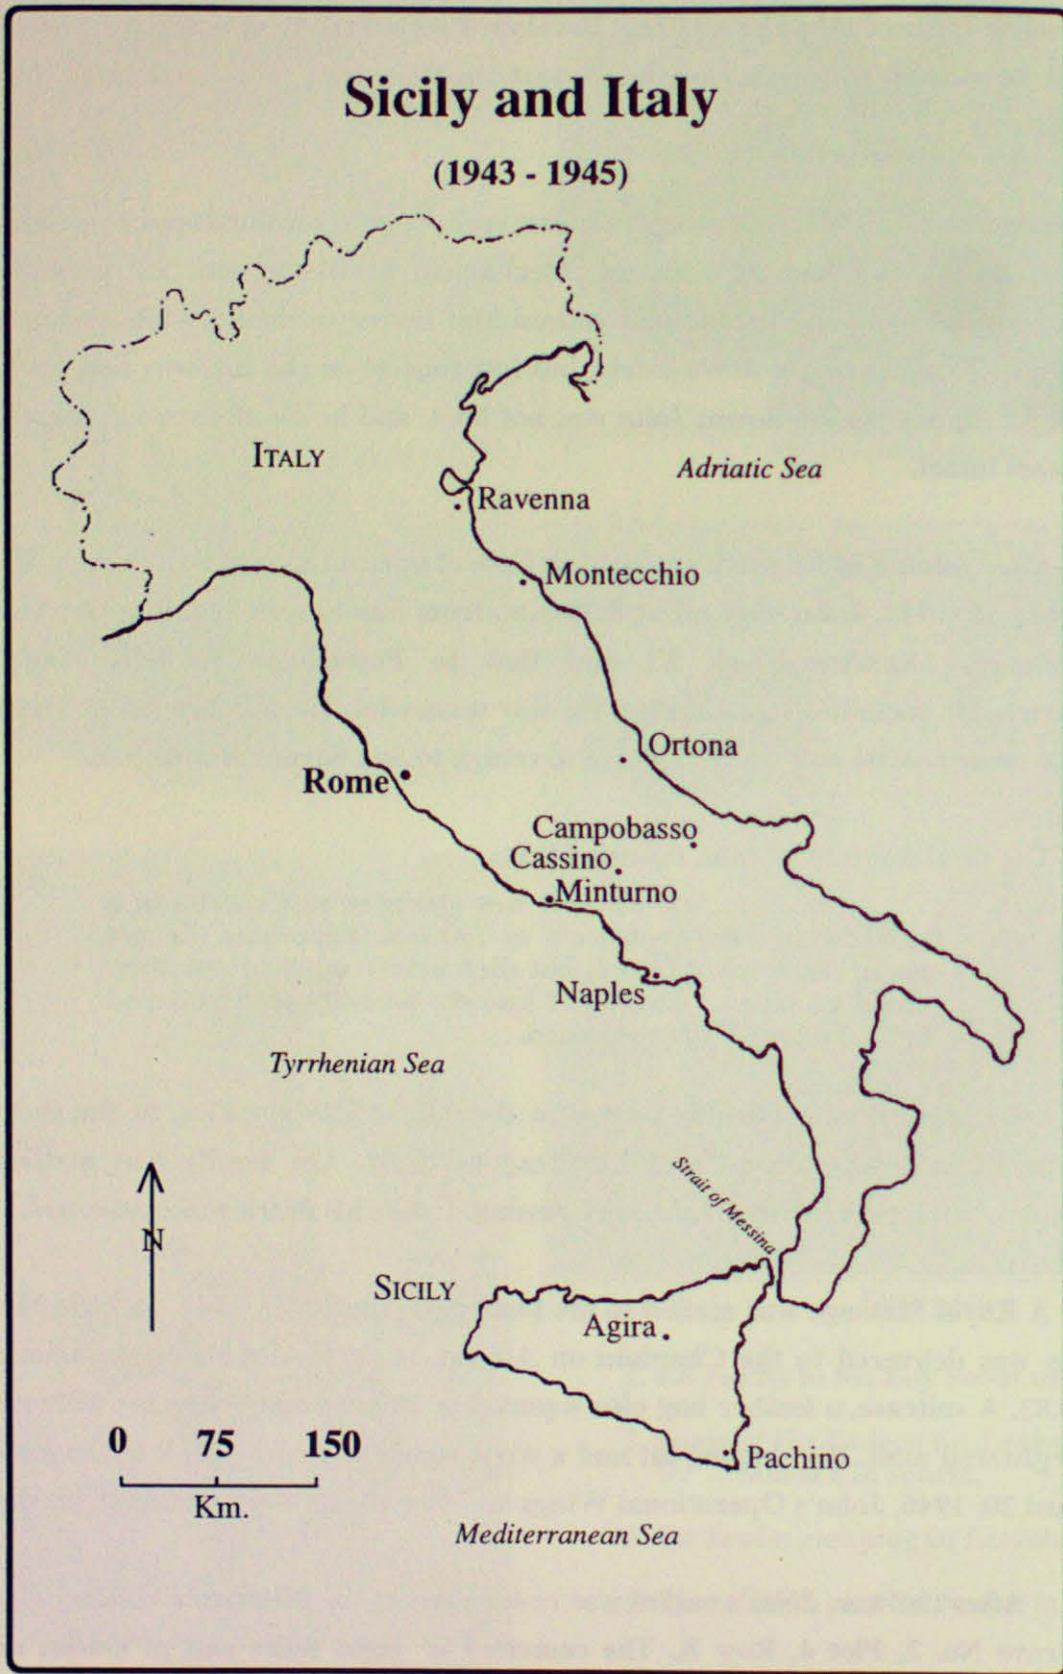 Sicily and Italy
(1943 - 1945)
ITALY
Adriatic Sea
Ravenna
Montecchio
Ortona
Rome
Campobasso
Cassino
Minturno
Naples
Tyrrhenian Sea
Strait of Messina
N
SICILY
Agira
0 75 150
Km.
Pachino
Mediterranean Sea